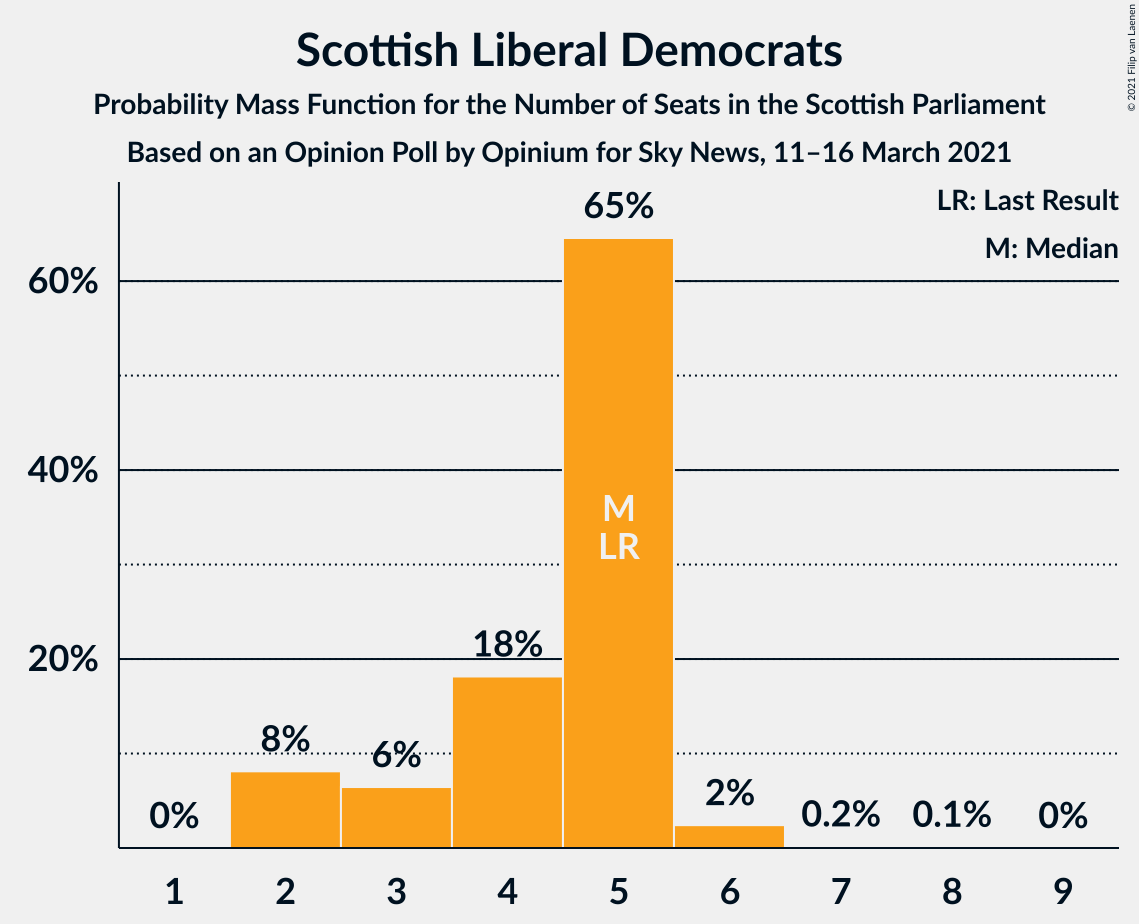 Scottish Liberal Democrats
Probability Mass Function for the Number of Seats in the Scottish Parliament
Based on an Opinion Poll by Opinium for Sky News, 11–16 March 2021
© 2021 Filip van Laenen
LR: Last Result
M: Median
60%
40%
20%
0%
8%
6%
18%
65%
M
LR
2%
0.2%
0.1%
0%
1 2 3 4 5 6 7 8 9